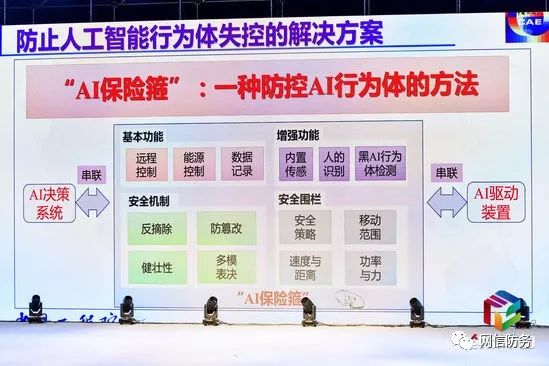 防止人工智能行为体失控的解决方案
CAE
“AI保险箍”：一种防控AI行为体的方法
基本功能
远程
控制
能源
控制
数据
记录
增强功能
内置
传感
人的
识别
黑AI行为
体检测
串联
AI决策
系统
串联
AI驱动
装置
安全机制
反摘除
防篡改
健壮性
多模
表决
安全围栏
安全
策略
移动
范围
速度与
距离
功率
与力
“AI保险箍”
网信防务